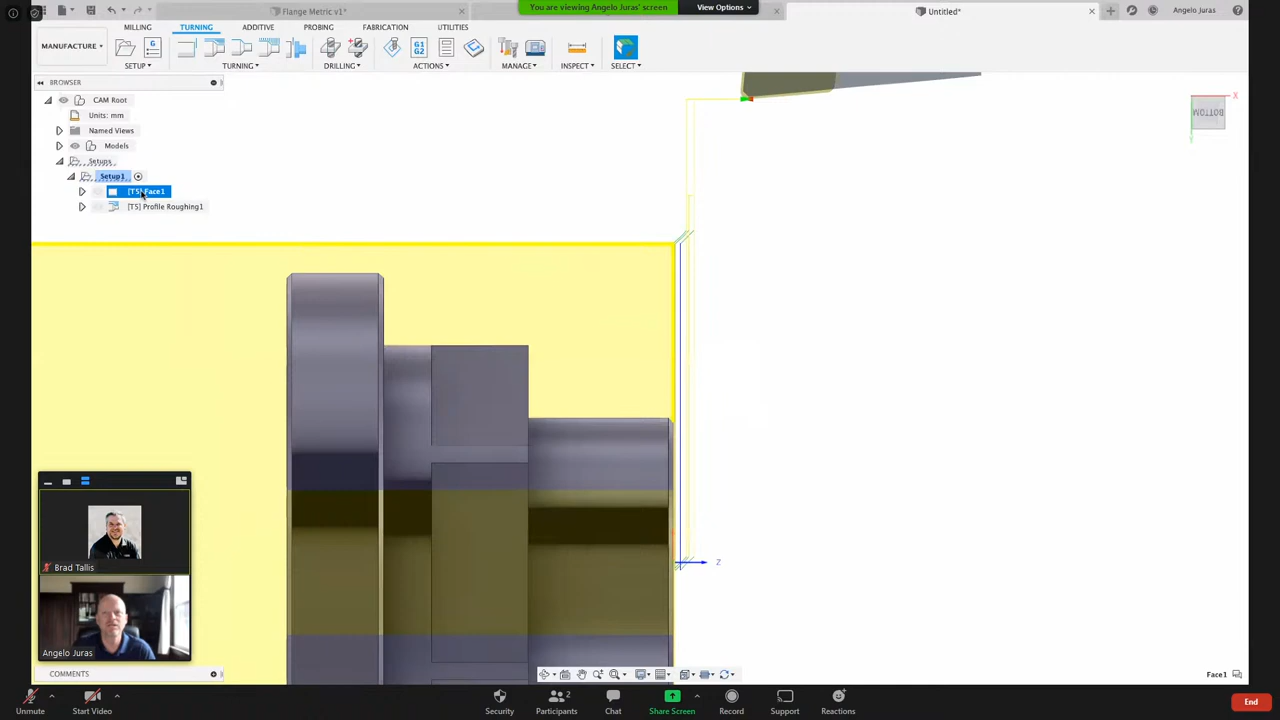 Flange Metric v1*
You are viewing Angelo Juras' screen
View Options
Untitled*
Angelo Juras
MILLING
TURNING
ADDITIVE
PROBING
FABRICATION
UTILITIES
MANUFACTURE
G
G1
G2
SETUP
TURNING
DRILLING
ACTIONS
MANAGE
INSPECT
SELECT
BROWSER
CAM Root
Units: mm
Named Views
Models
Setups
Setup1
[T5] Face1
[T5] Profile Roughing1
X
BOTTOM
Y
Z
Brad Tallis
Angelo Juras
COMMENTS
Face1
Unmute
Start Video
Security
Participants
2
Chat
Share Screen
Record
Support
Reactions
End